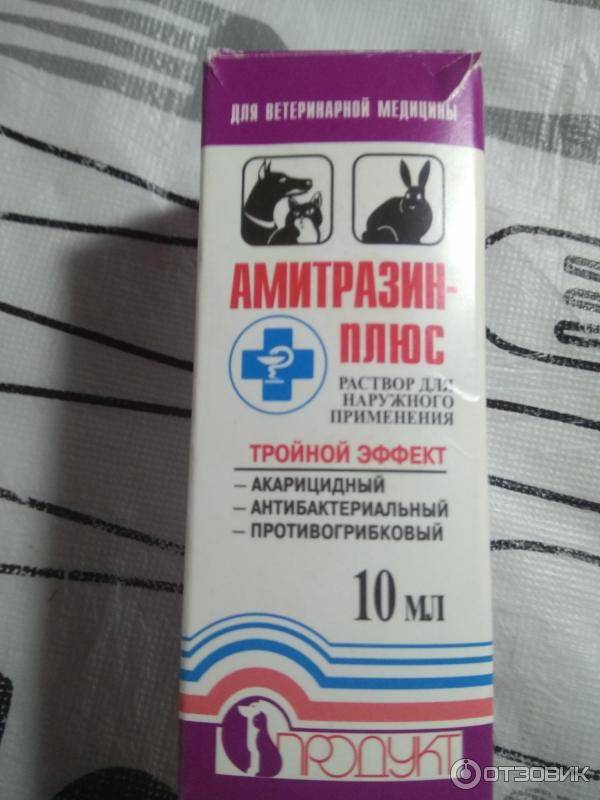 ДЛЯ ВЕТЕРИНАРНОЙ МЕДИЦИНЫ
АМИТРАЗИН-
ПЛЮС
РАСТВОР ДЛЯ
НАРУЖНОГО
ПРИМЕНЕНИЯ
ТРОЙНОЙ ЭФФЕКТ
– АКАРИЦИДНЫЙ
– АНТИБАКТЕРИАЛЬНЫЙ
– ПРОТИВОГРИБКОВЫЙ
10 мл
ПРОДУКТ
ОТЗОВИК